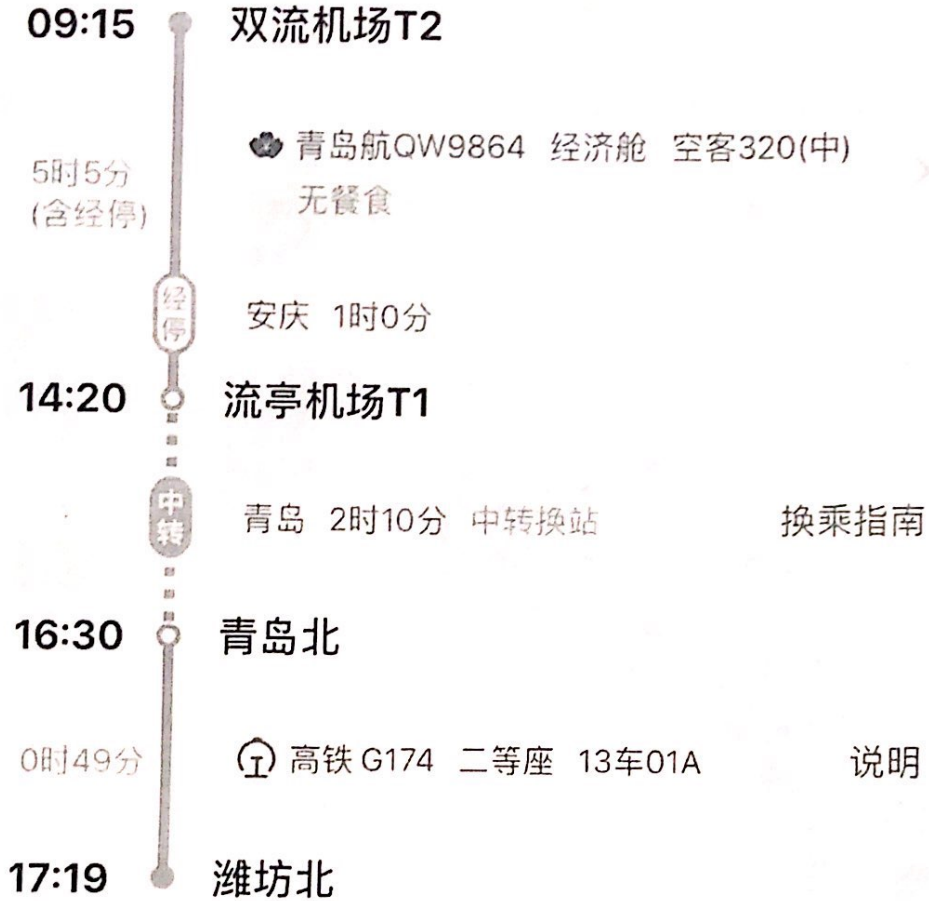 09:15 双流机场T2
青岛航QW9864 经济舱 空客320(中)
5时5分
无餐食
(含经停)
经停
安庆 1时0分
14:20 流亭机场T1
中转
青岛 2时10分 中转换站 换乘指南
16:30 青岛北
0时49分 高铁 G174 二等座 13车01A 说明
17:19 潍坊北